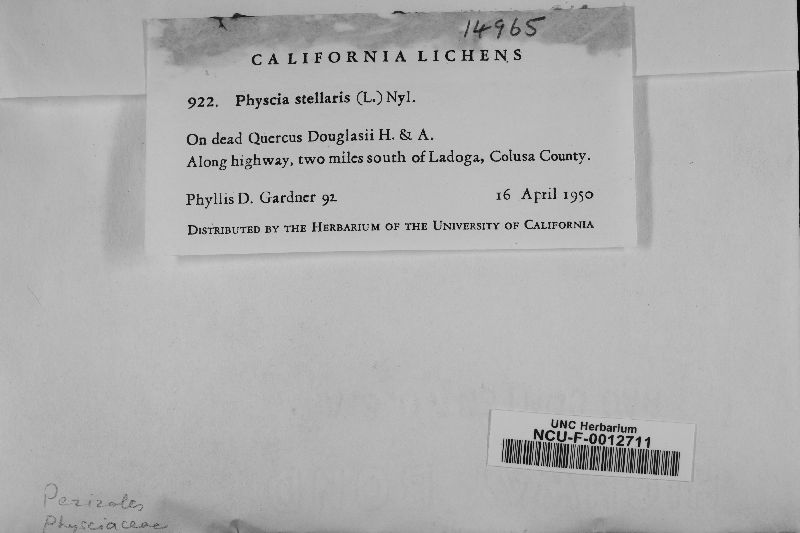 14965
CALIFORNIA LICHENS
922. Physcia stellaris (L.) Nyl.
On dead Quercus Douglasii H. & A.
Along highway, two miles south of Ladoga, Colusa County.
Phyllis D. Gardner 92 16 April 1950
DISTRIBUTED BY THE HERBARIUM OF THE UNIVERSITY OF CALIFORNIA
UNC Herbarium
NCU-F-0012711
Pezizales
Physciaceae